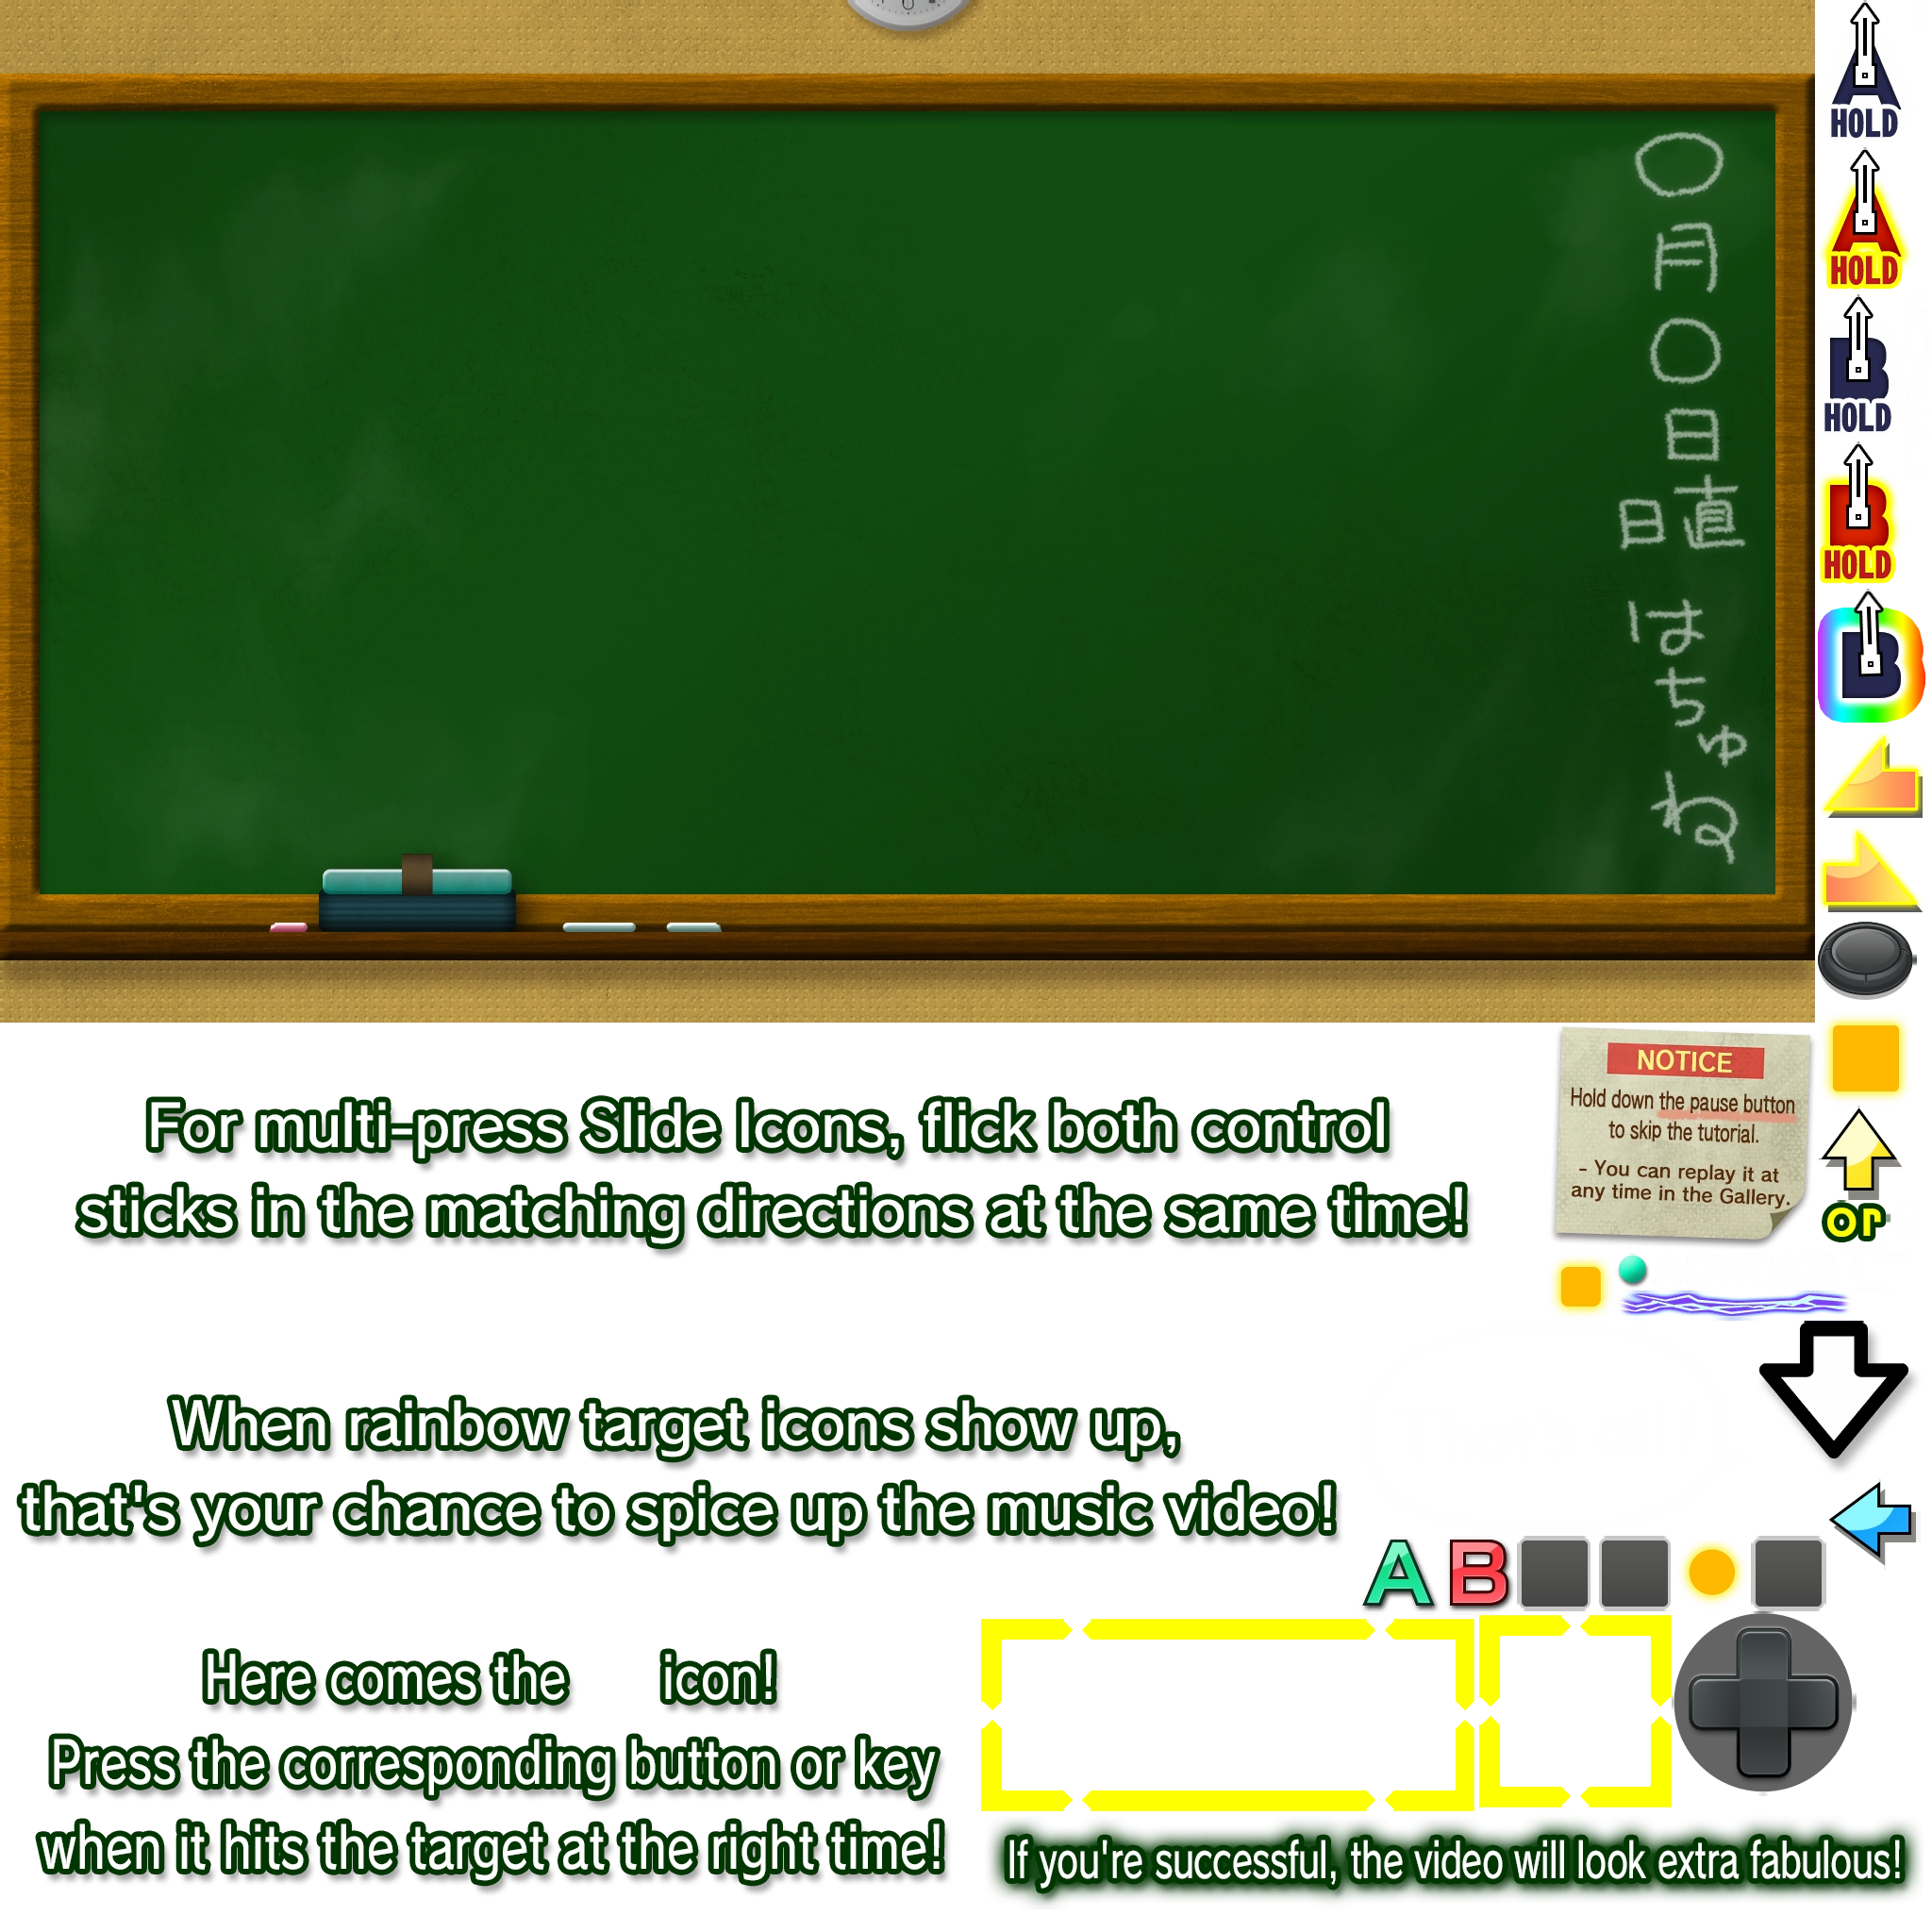 〇月〇日
日直
はちゅね
A
HOLD
A
HOLD
B
HOLD
B
HOLD
B
For multi-press Slide Icons, flick both control
sticks in the matching directions at the same time!
NOTICE
Hold down the pause button
to skip the tutorial.
- You can replay it at
any time in the Gallery.
or
When rainbow target icons show up,
that's your chance to spice up the music video!
A B
Here comes the icon!
Press the corresponding button or key
when it hits the target at the right time!
If you're successful, the video will look extra fabulous!